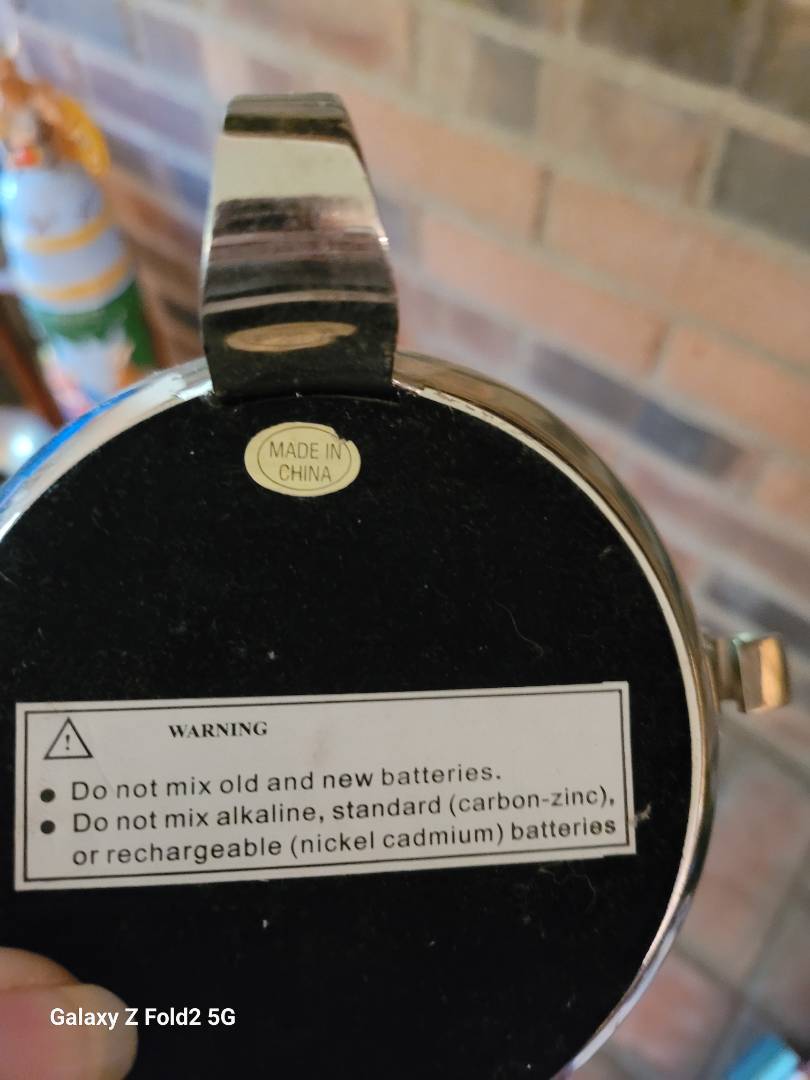 MADE IN
CHINA
WARNING
● Do not mix old and new batteries.
● Do not mix alkaline, standard (carbon-zinc),
or rechargeable (nickel cadmium) batteries
Galaxy Z Fold2 5G